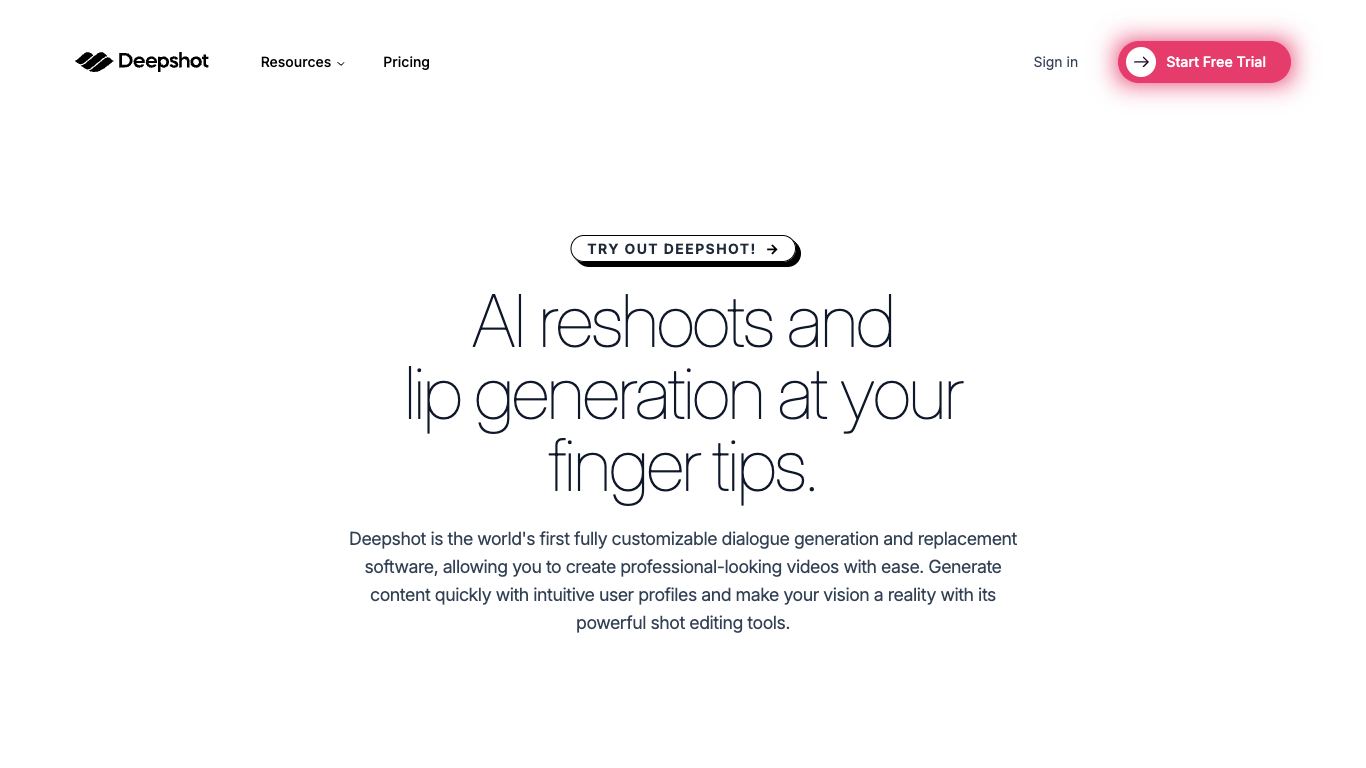 Deepshot
Resources
Pricing
Sign in
Start Free Trial
TRY OUT DEEPSHOT! →
AI reshoots and
lip generation at your
finger tips.
Deepshot is the world's first fully customizable dialogue generation and replacement
software, allowing you to create professional-looking videos with ease. Generate
content quickly with intuitive user profiles and make your vision a reality with its
powerful shot editing tools.